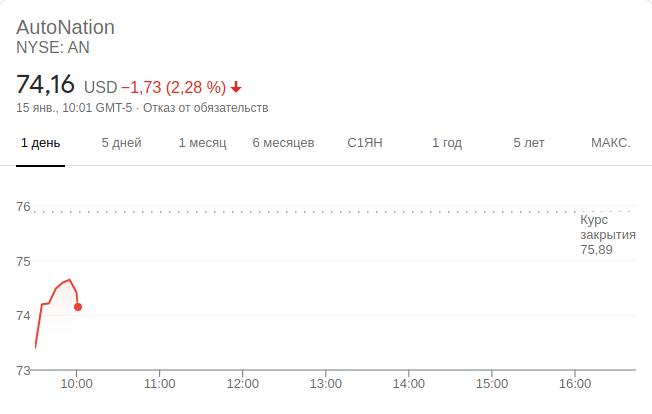 AutoNation
NYSE: AN
74,16 USD −1,73 (2,28 %)
15 янв., 10:01 GMT-5 · Отказ от обязательств
1 день 5 дней 1 месяц 6 месяцев С1ЯН 1 год 5 лет МАКС.
76
Курс
закрытия
75,89
75
74
73
10:00 11:00 12:00 13:00 14:00 15:00 16:00